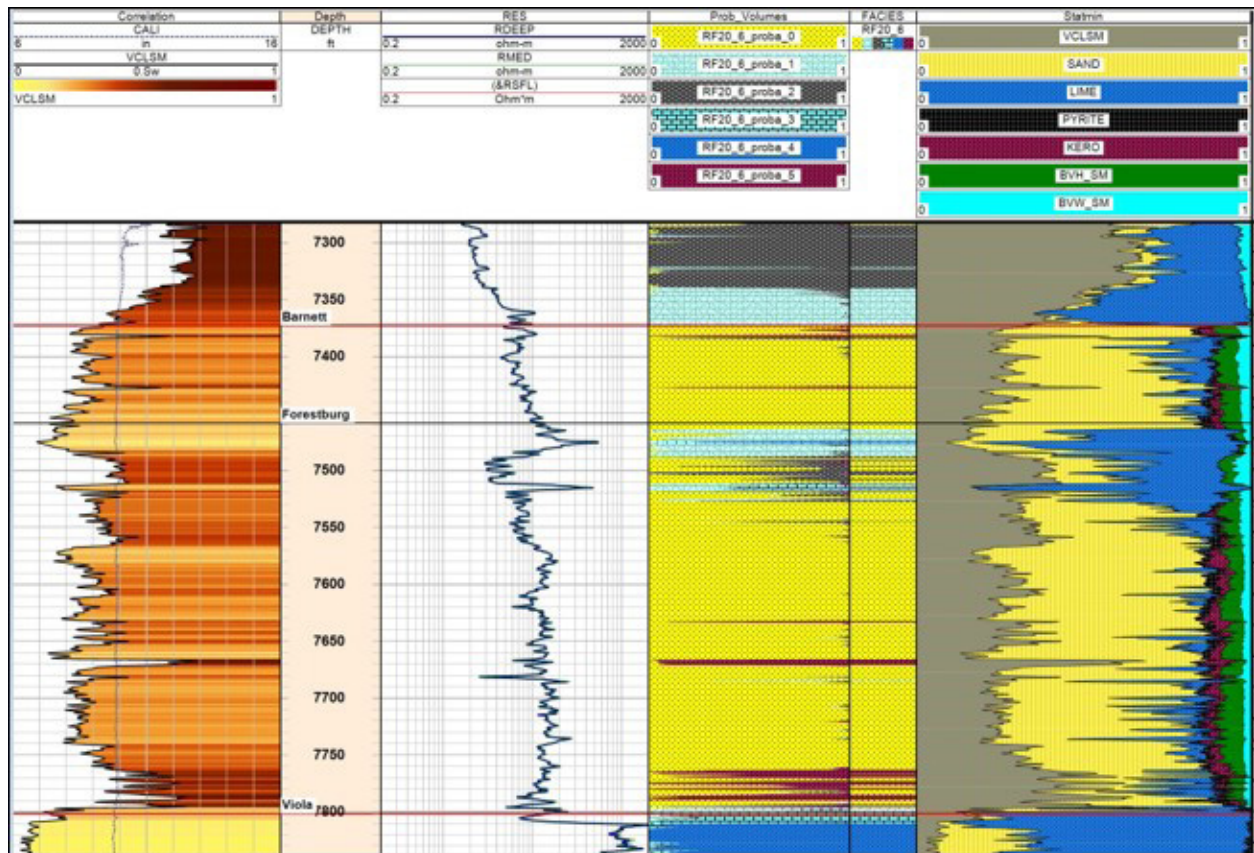 Correlation Depth RES Prob_Volumes FACIES Statmin
CALI DEPTH RDEEP RF20_6_proba_0 RF20_6 VCLSM
6 in 16 ft 0.2 ohm-m 2000 0 1 0 1
VCLSM RMED RF20_6_proba_1 SAND
0 0.Sw 1 0.2 ohm-m 2000 0 1 0 1
(&RSFL) RF20_6_proba_2 LIME
VCLSM 1 0.2 Ohm*m 2000 0 1 0 1
RF20_6_proba_3 PYRITE
0 1 0 1
RF20_6_proba_4 KERO
0 1 0 1
RF20_6_proba_5 BVH_SM
0 1 0 1
BVW_SM
0 1
7300
7350
Barnett
7400
Forestburg
7500
7550
7600
7650
7700
7750
Viola
7800